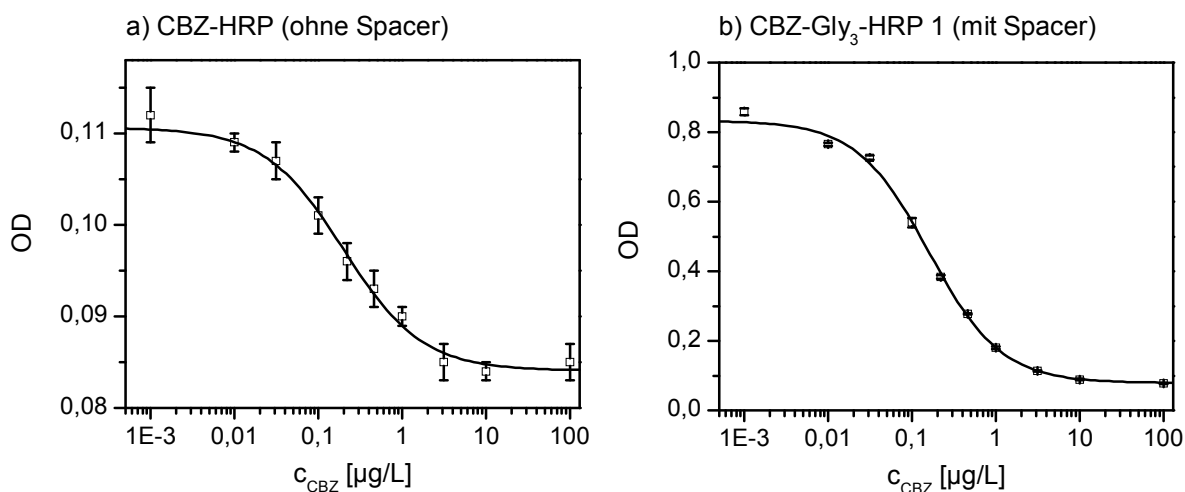 a) CBZ-HRP (ohne Spacer)
0,11
0,10
0,09
0,08
OD
1E-3 0,01 0,1 1 10 100
c_CBZ [µg/L]
b) CBZ-Gly₃-HRP 1 (mit Spacer)
1,0
0,8
0,6
0,4
0,2
0,0
OD
1E-3 0,01 0,1 1 10 100
c_CBZ [µg/L]